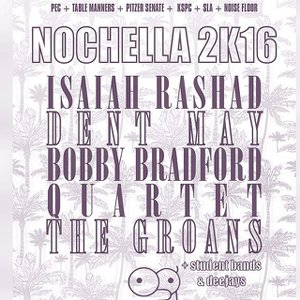 PEC + TABLE MANNERS + PITZER SENATE + KSPC + SLA + NOISE FLOOR
NOCHELLA 2K16
ISAIAH RASHAD
DENT MAY
BOBBY BRADFORD
QUARTET
THE GROANS
+ student bands
& deejays